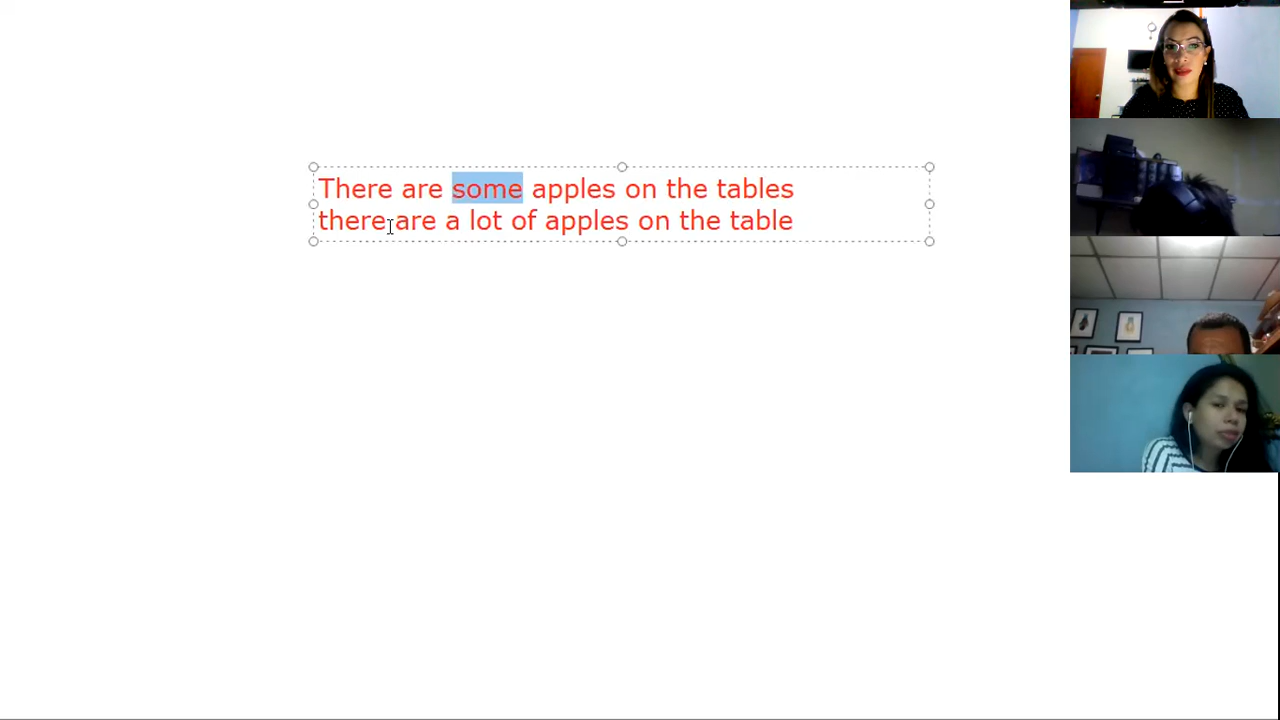 There are some apples on the tables
there are a lot of apples on the table